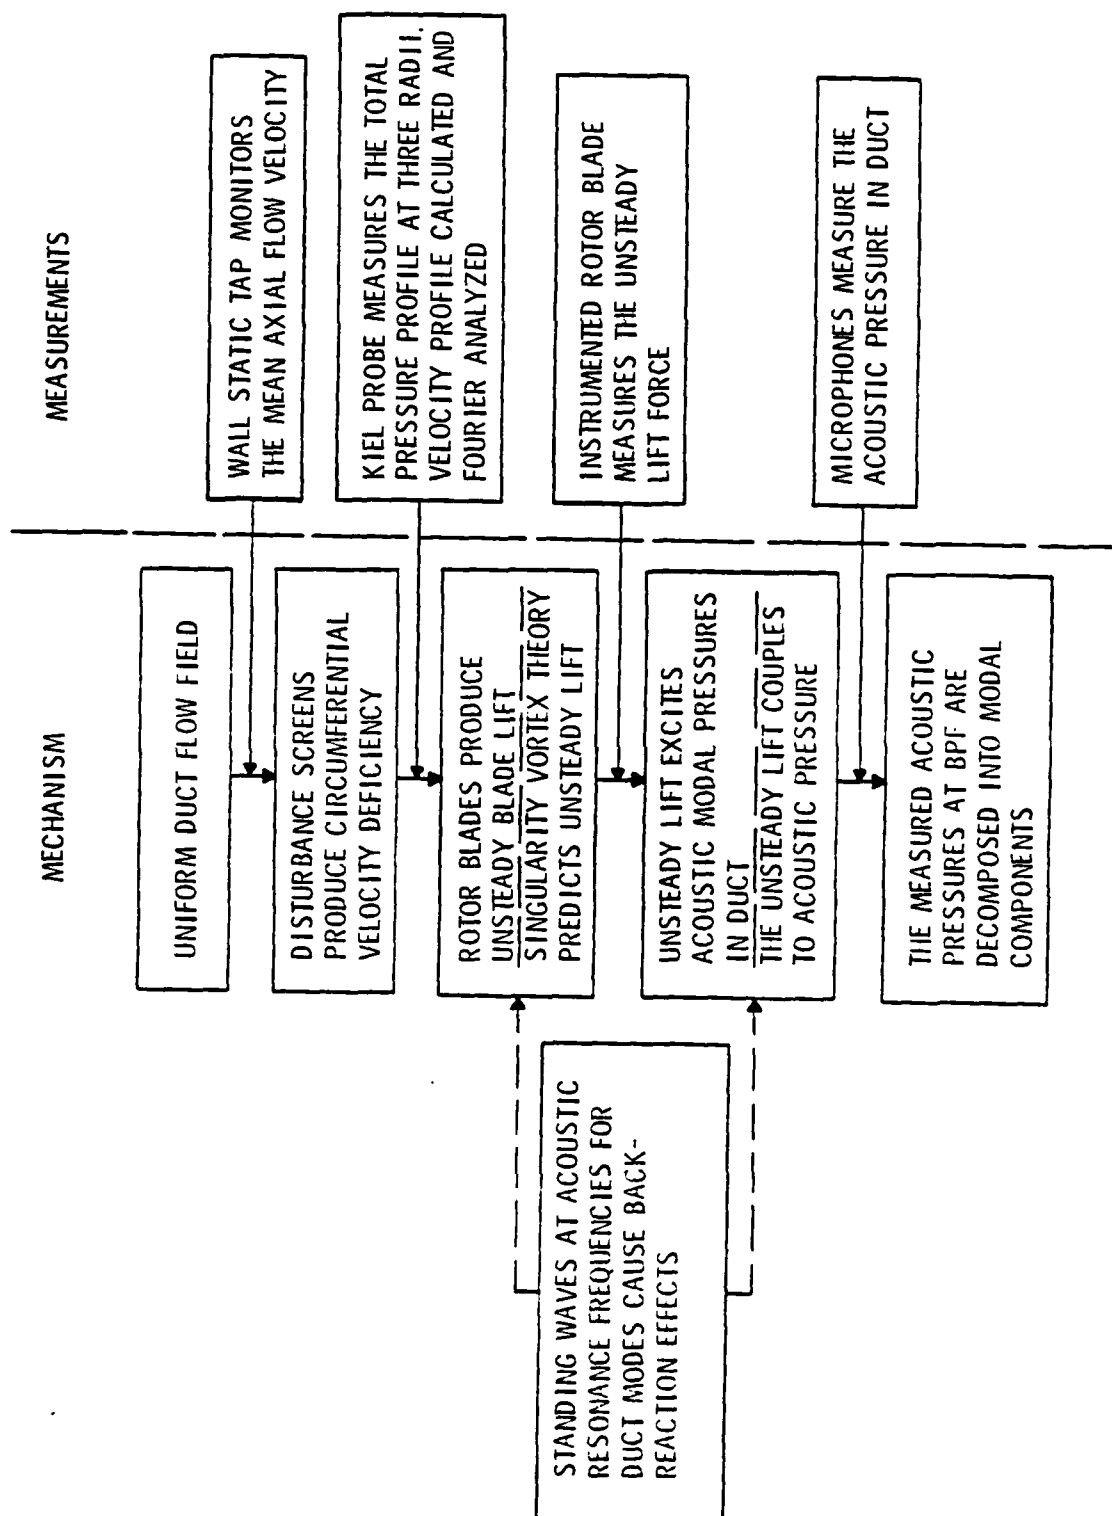 MECHANISM
MEASUREMENTS
UNIFORM DUCT FLOW FIELD
WALL STATIC TAP MONITORS
THE MEAN AXIAL FLOW VELOCITY
DISTURBANCE SCREENS
PRODUCE CIRCUMFERENTIAL
VELOCITY DEFICIENCY
KIEL PROBE MEASURES THE TOTAL
PRESSURE PROFILE AT THREE RADII.
VELOCITY PROFILE CALCULATED AND
FOURIER ANALYZED
ROTOR BLADES PRODUCE
UNSTEADY BLADE LIFT
SINGULARITY VORTEX THEORY
PREDICTS UNSTEADY LIFT
INSTRUMENTED ROTOR BLADE
MEASURES THE UNSTEADY
LIFT FORCE
STANDING WAVES AT ACOUSTIC
RESONANCE FREQUENCIES FOR
DUCT MODES CAUSE BACK-
REACTION EFFECTS
UNSTEADY LIFT EXCITES
ACOUSTIC MODAL PRESSURES
IN DUCT
THE UNSTEADY LIFT COUPLES
TO ACOUSTIC PRESSURE
MICROPHONES MEASURE THE
ACOUSTIC PRESSURE IN DUCT
THE MEASURED ACOUSTIC
PRESSURES AT BPF ARE
DECOMPOSED INTO MODAL
COMPONENTS